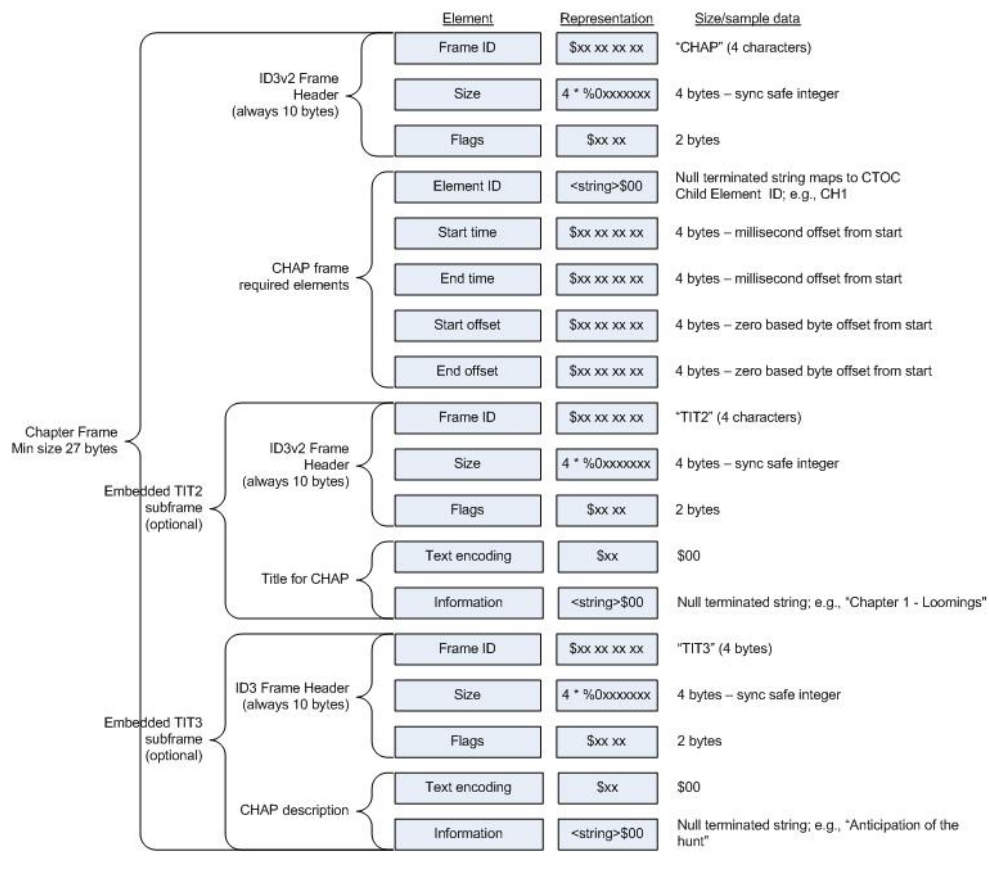 Element Representation Size/sample data
Frame ID $xx xx xx xx “CHAP” (4 characters)
ID3v2 Frame
Header
(always 10 bytes)
Size 4 * %0xxxxxxx 4 bytes – sync safe integer
Flags $xx xx 2 bytes
Element ID <string>$00 Null terminated string maps to CTOC
Child Element ID; e.g., CH1
Start time $xx xx xx xx 4 bytes – millisecond offset from start
CHAP frame
required elements
End time $xx xx xx xx 4 bytes – millisecond offset from start
Start offset $xx xx xx xx 4 bytes – zero based byte offset from start
End offset $xx xx xx xx 4 bytes – zero based byte offset from start
Chapter Frame
Min size 27 bytes
Frame ID $xx xx xx xx “TIT2” (4 characters)
ID3v2 Frame
Header
(always 10 bytes)
Size 4 * %0xxxxxxx 4 bytes – sync safe integer
Embedded TIT2
subframe
(optional)
Flags $xx xx 2 bytes
Text encoding $xx $00
Title for CHAP
Information <string>$00 Null terminated string; e.g., “Chapter 1 - Loomings"
Frame ID $xx xx xx xx “TIT3” (4 bytes)
ID3 Frame Header
(always 10 bytes)
Size 4 * %0xxxxxxx 4 bytes – sync safe integer
Embedded TIT3
subframe
(optional)
Flags $xx xx 2 bytes
Text encoding $xx $00
CHAP description
Information <string>$00 Null terminated string; e.g., “Anticipation of the
hunt”